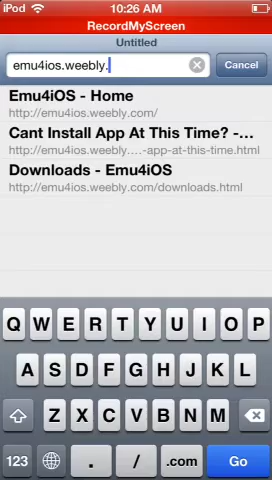 iPod 10:26 AM
RecordMyScreen
Untitled
emu4ios.weebly. Cancel
Emu4iOS - Home
http://emu4ios.weebly.com/
Cant Install App At This Time? -...
http://emu4ios.weebly....-app-at-this-time.html
Downloads - Emu4iOS
http://emu4ios.weebly.com/downloads.html
Q W E R T Y U I O P
A S D F G H J K L
Z X C V B N M
123 . / .com Go